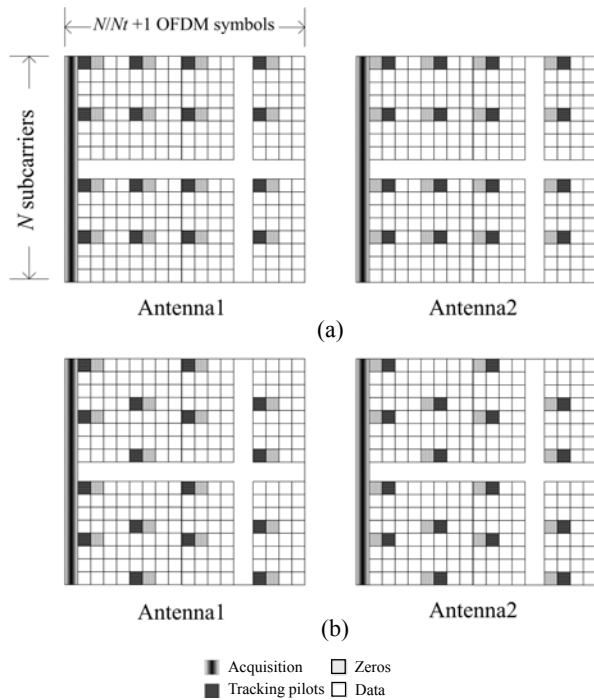 N/Nt +1 OFDM symbols
N subcarriers
Antenna1 Antenna2
(a)
Antenna1 Antenna2
(b)
Acquisition Zeros
Tracking pilots Data